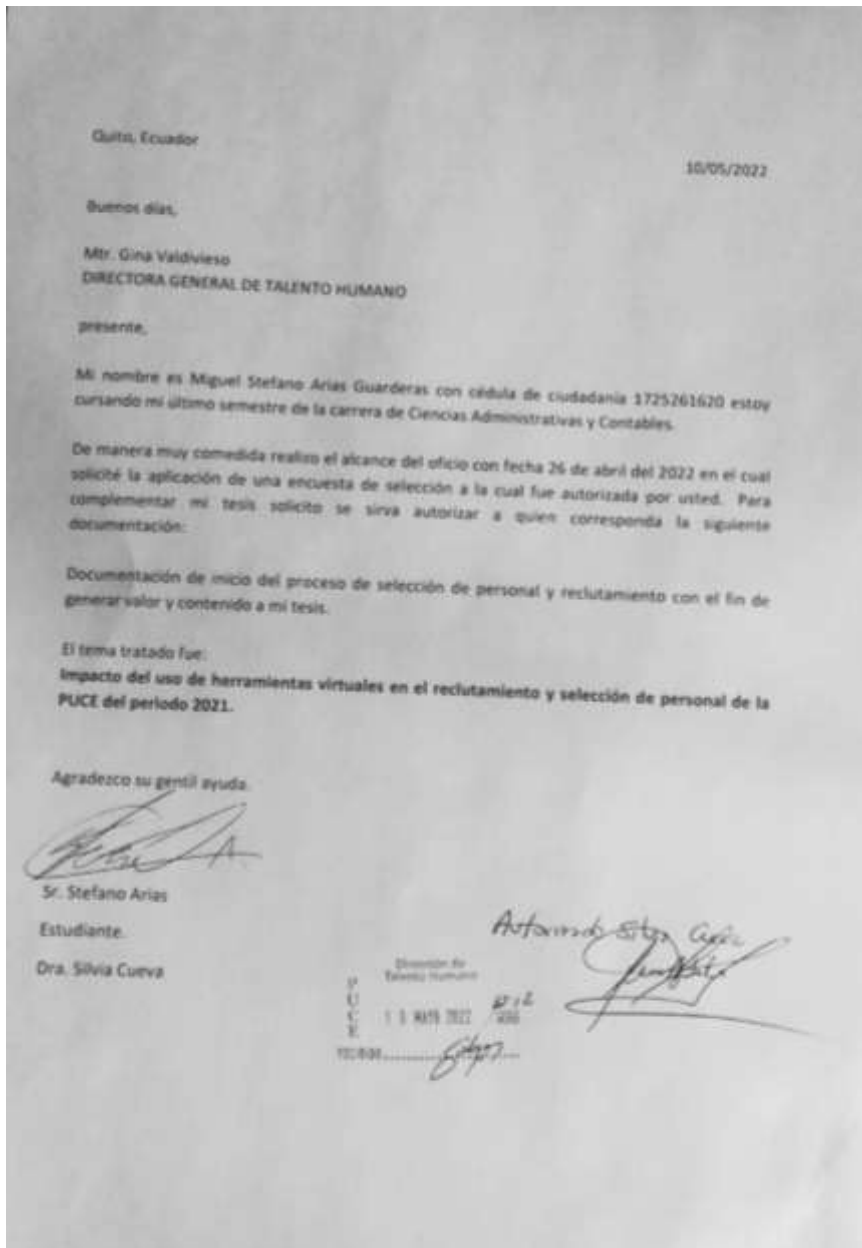 Quito, Ecuador
10/05/2022
Buenos días,
Mtr. Gina Valdivieso
DIRECTORA GENERAL DE TALENTO HUMANO
presente,
Mi nombre es Miguel Stefano Arias Guarderas con cédula de ciudadanía 1725261620 estoy
cursando mi último semestre de la carrera de Ciencias Administrativas y Contables.
De manera muy comedida realizo el alcance del oficio con fecha 26 de abril del 2022 en el cual
solicité la aplicación de una encuesta de selección a la cual fue autorizada por usted. Para
complementar mi tesis solicito se sirva autorizar a quien corresponda la siguiente
documentación:
Documentación de inicio del proceso de selección de personal y reclutamiento con el fin de
generar valor y contenido a mi tesis.
El tema tratado fue:
Impacto del uso de herramientas virtuales en el reclutamiento y selección de personal de la
PUCE del periodo 2021.
Agradezco su gentil ayuda.
Sr. Stefano Arias
Estudiante.
Dra. Silvia Cueva
Autorizado
Dirección de
Talento Humano
PUCE
MAYO 2022